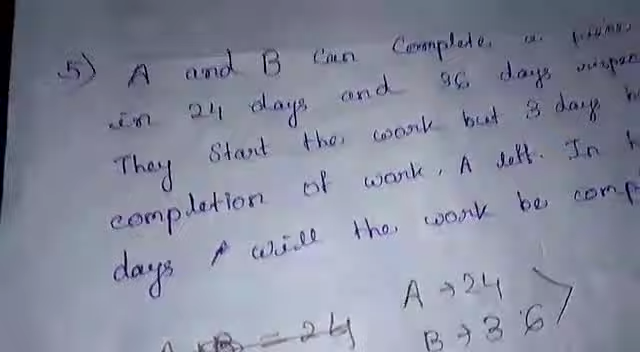 5) A and B Can Complete a
in 24 days and 36 days
They Start the work but 3 days
completion of work, A left. In
days will the work be
A → 24
A B = 24
B → 36